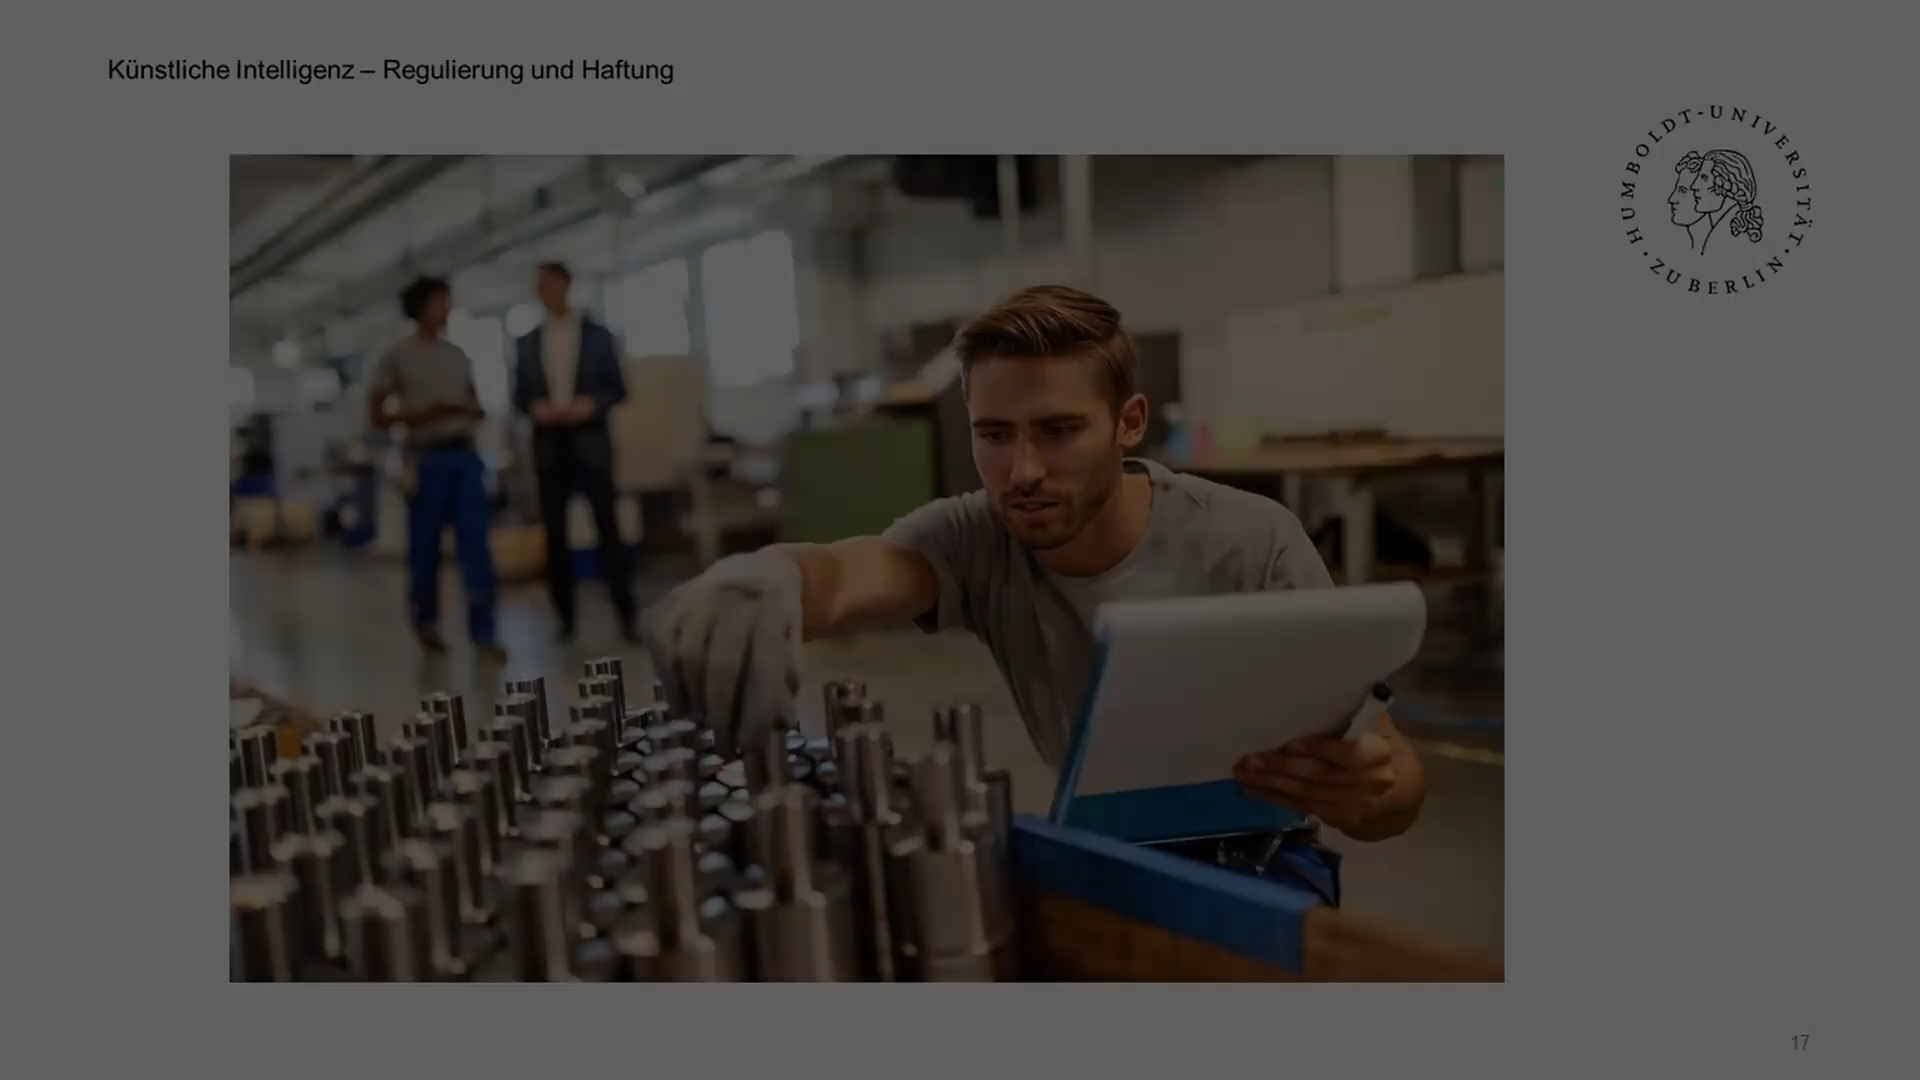 Künstliche Intelligenz – Regulierung und Haftung
HUMBOLDT-UNIVERSITÄT
ZU BERLIN
17